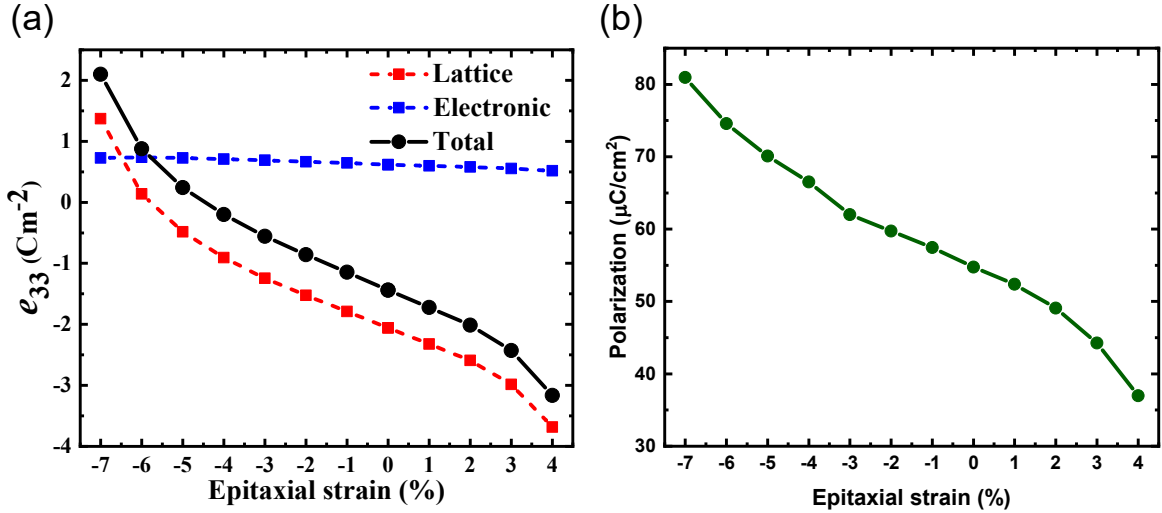 (a)
2
1
0
-1
-2
-3
-4
e33 (Cm-2)
Lattice
Electronic
Total
-7 -6 -5 -4 -3 -2 -1 0 1 2 3 4
Epitaxial strain (%)
(b)
80
70
60
50
40
30
Polarization (μC/cm2)
-7 -6 -5 -4 -3 -2 -1 0 1 2 3 4
Epitaxial strain (%)